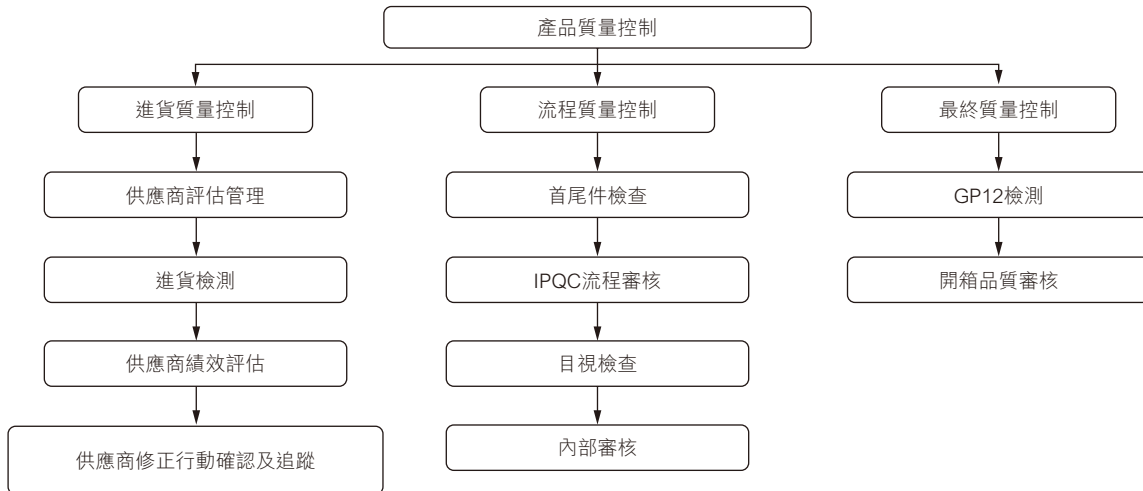 產品質量控制
進貨質量控制
流程質量控制
最終質量控制
供應商評估管理
首尾件檢查
GP12檢測
進貨檢測
IPQC流程審核
開箱品質審核
供應商績效評估
目視檢查
供應商修正行動確認及追蹤
內部審核